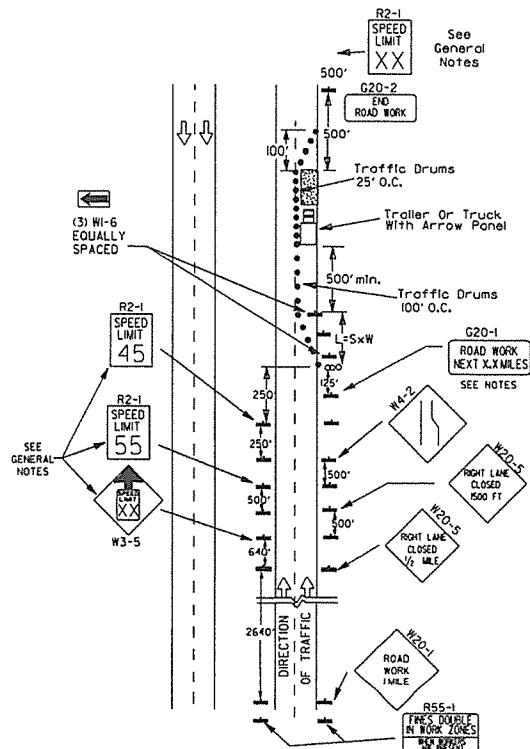 R2-1
SPEED
LIMIT
XX
See
General
Notes
500'
G20-2
END
ROAD WORK
500'
100'
Traffic Drums
25' O.C.
Trailer Or Truck
With Arrow Panel
(3) W1-6
EQUALLY
SPACED
500' min.
Traffic Drums
100' O.C.
R2-1
SPEED
LIMIT
45
L=SxW
G20-1
ROAD WORK
NEXT X.X MILES
SEE NOTES
125'
250'
R2-1
SPEED
LIMIT
55
250'
W4-2
SEE
GENERAL
NOTES
500'
500'
W20-5
RIGHT LANE
CLOSED
1500 FT
SPEED
LIMIT
XX
W3-5
500'
640'
W20-5
RIGHT LANE
CLOSED
1/2 MILE
2640'
DIRECTION
OF TRAFFIC
W20-1
ROAD
WORK
1 MILE
R55-1
FINES DOUBLE
IN WORK ZONES
WHEN WORKERS